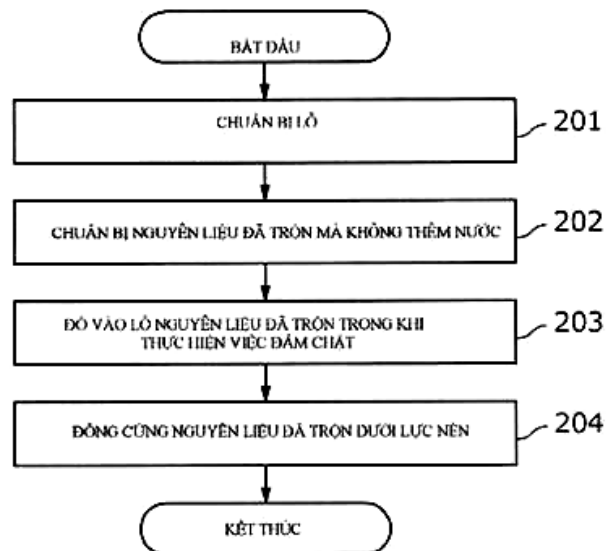 BẮT ĐẦU
CHUẨN BỊ LỖ
201
CHUẨN BỊ NGUYÊN LIỆU ĐÃ TRỘN MÀ KHÔNG THÊM NƯỚC
202
ĐỔ VÀO LỖ NGUYÊN LIỆU ĐÃ TRỘN TRONG KHI
THỰC HIỆN VIỆC ĐẦM CHẶT
203
ĐÔNG CỨNG NGUYÊN LIỆU ĐÃ TRỘN DƯỚI LỰC NÉN
204
KẾT THÚC